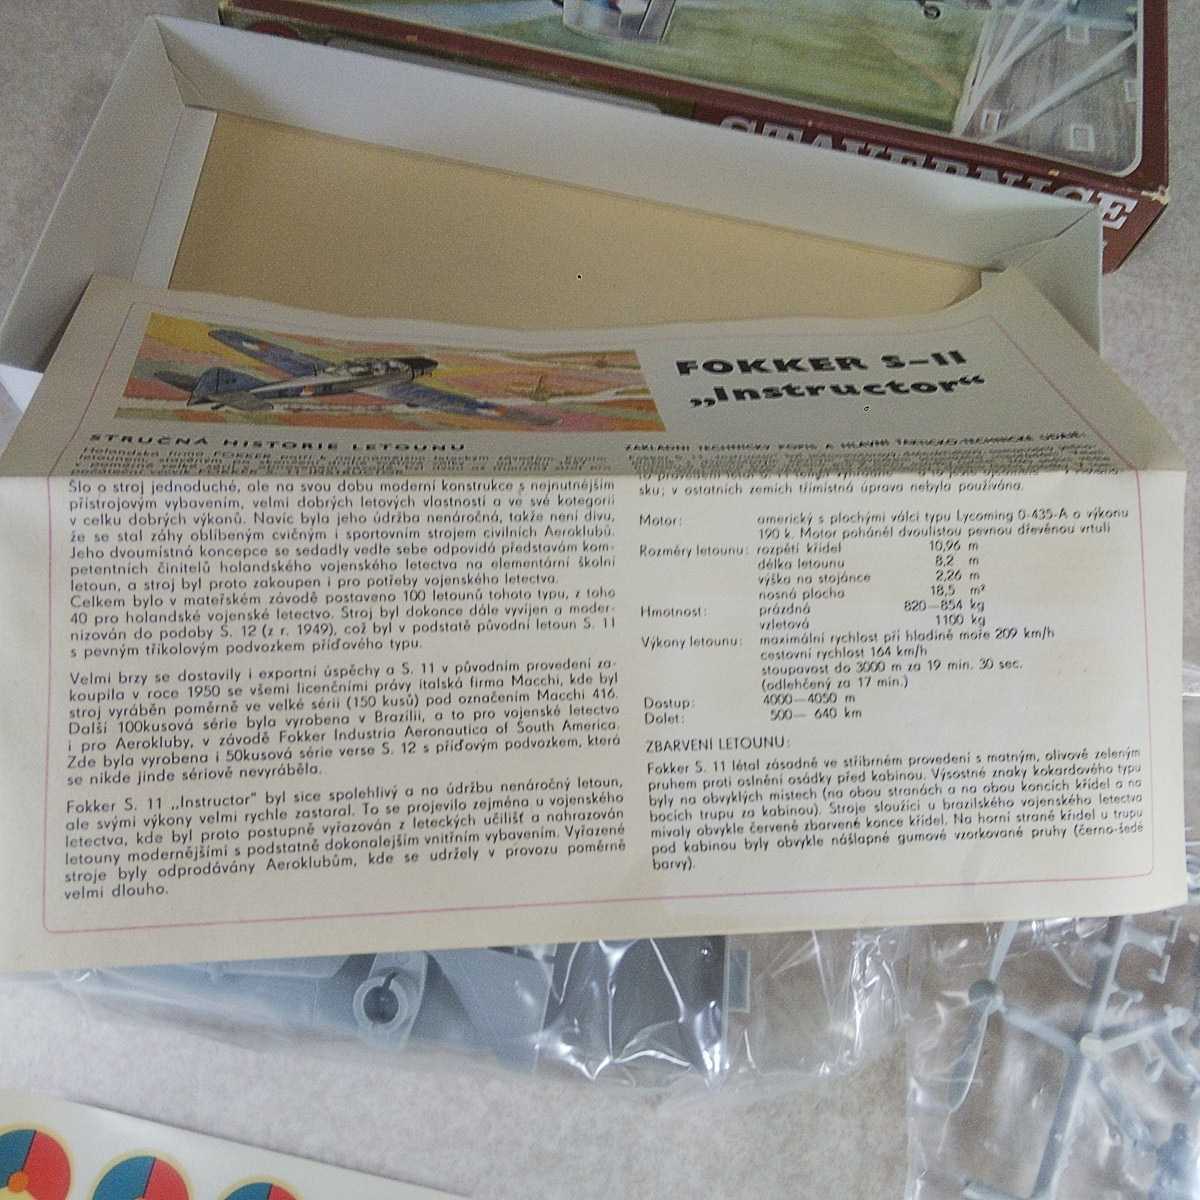 STAVEBNICE
FOKKER S-11
„Instructor“
STRUČNÁ HISTORIE LETOUNU
Holandská firma FOKKER patří k
Šlo o stroj jednoduché, ale na svou dobu moderní konstrukce s nejnutnějším
přístrojovým vybavením, velmi dobrých letových vlastností a ve své kategorii
v celku dobrých výkonů. Navíc byla jeho údržba nenáročná, takže není divu,
že se stal záhy oblíbeným cvičným i sportovním strojem civilních Aeroklubů.
Jeho dvoumístná koncepce se sedadly vedle sebe odpovídá představám kom-
petentních činitelů holandského vojenského letectva na elementární školní
letoun, a stroj byl proto zakoupen i pro potřeby vojenského letectva.
Celkem bylo v mateřském závodě postaveno 100 letounů tohoto typu, z toho
40 pro holandské vojenské letectvo. Stroj byl dokonce dále vyvíjen a moder-
nizován do podoby S. 12 (z r. 1949), což byl v podstatě původní letoun S. 11
s pevným tříkolovým podvozkem příďového typu.
Velmi brzy se dostavily i exportní úspěchy a S. 11 v původním provedení za-
koupila v roce 1950 se všemi licenčními právy italská firma Macchi, kde byl
stroj vyráběn poměrně ve velké sérii (150 kusů) pod označením Macchi 416.
Další 100kusová série byla vyrobena v Brazílii, a to pro vojenské letectvo
i pro Aerokluby, v závodě Fokker Industria Aeronautica of South America.
Zde byla vyrobena i 50kusová série verse S. 12 s příďovým podvozkem, která
se nikde jinde sériově nevyráběla.
Fokker S. 11 „Instructor“ byl sice spolehlivý a na údržbu nenáročný letoun,
ale svými výkony velmi rychle zastaral. To se projevilo zejména u vojenského
letectva, kde byl proto postupně vyřazován z leteckých učilišť a nahrazován
letouny modernějšími s podstatně dokonalejším vnitřním vybavením. Vyřazené
stroje byly odprodávány Aeroklubům, kde se udržely v provozu poměrně
velmi dlouho.
ZÁKLADNÍ TECHNICKÝ POPIS A HLAVNÍ TAKTICKO-TECHNICKÉ ÚDAJE:
sku; v ostatních zemích třímístná úprava nebyla používána.
Motor: americký s plochými válci typu Lycoming 0-435-A o výkonu
190 k. Motor poháněl dvoulistou pevnou dřevěnou vrtuli
Rozměry letounu: rozpětí křídel 10,96 m
délka letounu 8,2 m
výška na stojánce 2,26 m
nosná plocha 18,5 m²
Hmotnost: prázdná 820—854 kg
vzletová 1100 kg
Výkony letounu: maximální rychlost při hladině moře 209 km/h
cestovní rychlost 164 km/h
stoupavost do 3000 m za 19 min. 30 sec.
(odlehčený za 17 min.)
Dostup: 4000—4050 m
Dolet: 500— 640 km
ZBARVENÍ LETOUNU:
Fokker S. 11 létal zásadně ve stříbrném provedení s matným, olivově zeleným
pruhem proti oslnění osádky před kabinou. Výsostné znaky kokardového typu
byly na obvyklých místech (na obou stranách a na obou koncích křídel a na
bocích trupu za kabinou). Stroje sloužící u brazilského vojenského letectva
mívaly obvykle červeně zbarvené konce křídel. Na horní straně křídel u trupu
pod kabinou byly obvykle nášlapné gumové vzorkované pruhy (černo-šedé
barvy).